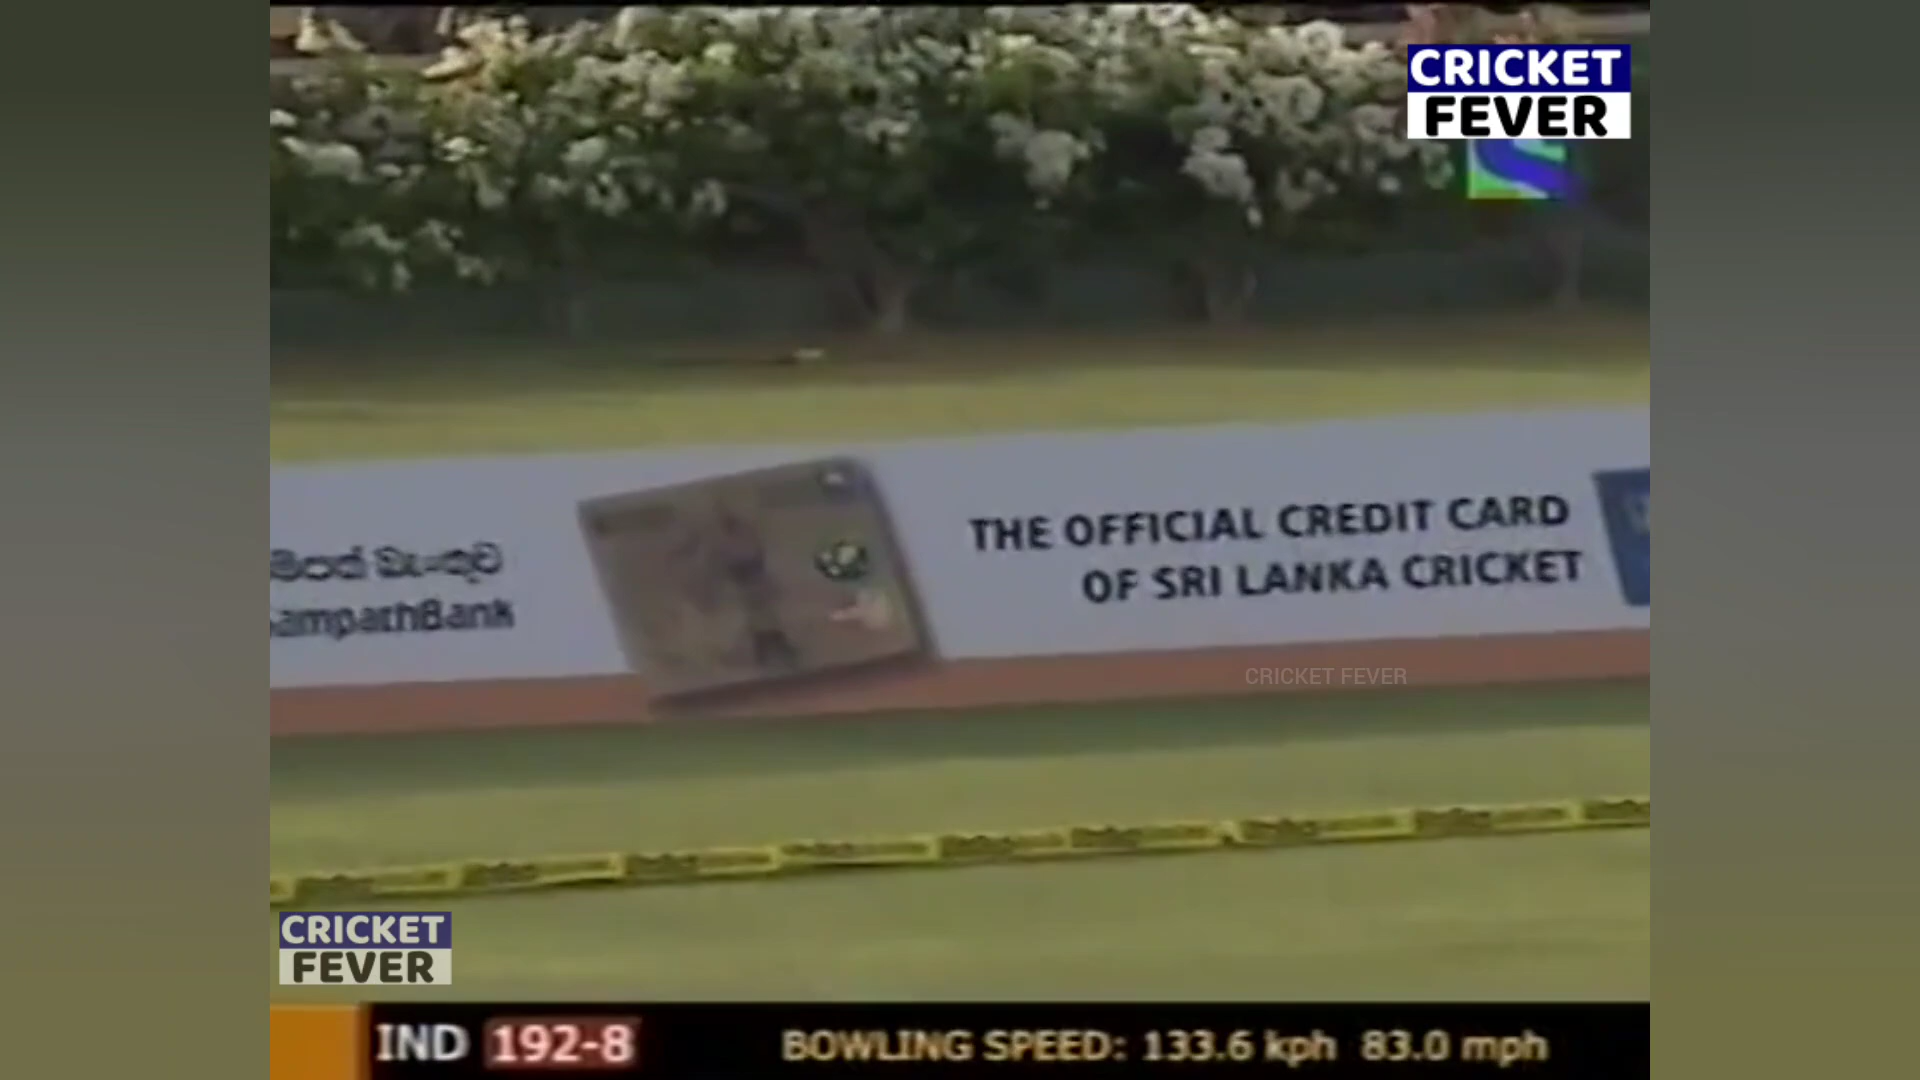 CRICKET
FEVER
බැංකුව
THE OFFICIAL CREDIT CARD
OF SRI LANKA CRICKET
CRICKET FEVER
CRICKET
FEVER
IND 192-8 BOWLING SPEED: 133.6 kph 83.0 mph